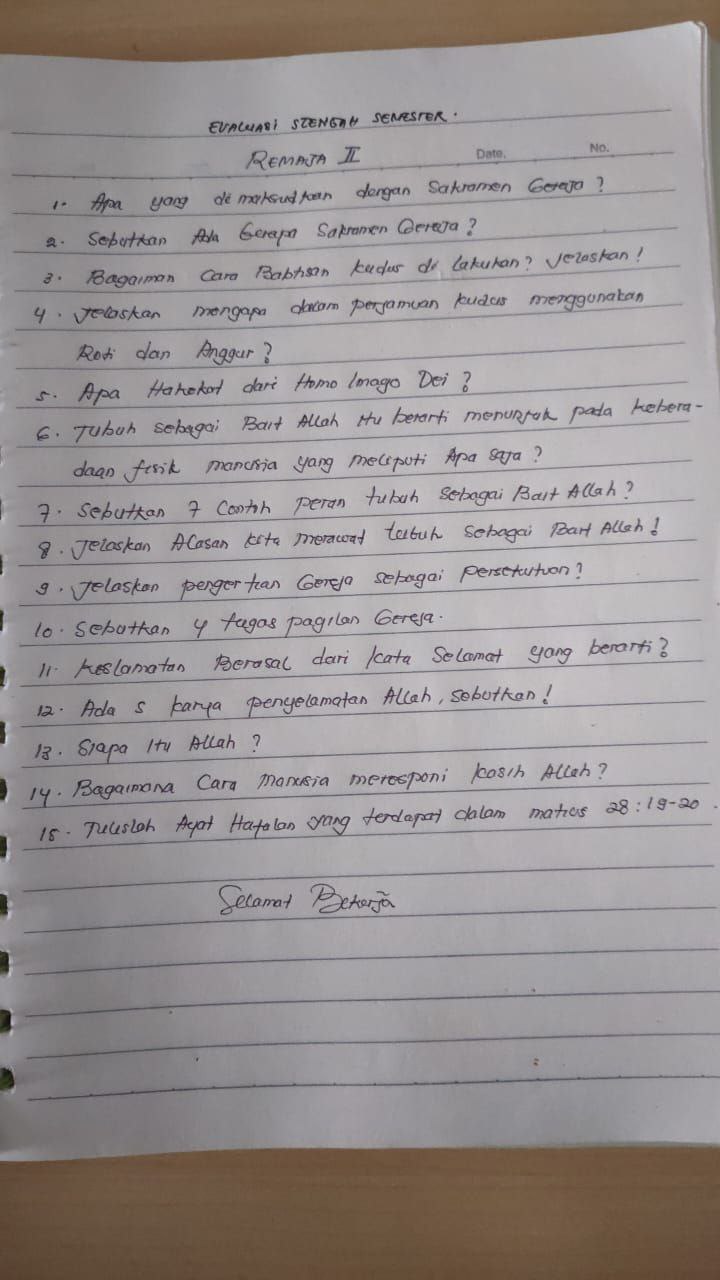 EVALUASI STENGAH SEMESTER.
REMAJA II
Date. No.
1. Apa yang di maksudkan dengan Sakramen Gereja?
2. Sebutkan Ada Berapa Sakramen Gereja?
3. Bagaiman Cara Babtisan kudus di lakukan? Jelaskan!
4. Jelaskan mengapa dalam perjamuan kudus menggunakan
Roti dan Anggur?
5. Apa Hakekat dari Homo Imago Dei?
6. Tubuh sebagai Bait Allah Itu berarti menunjuk pada kebera-
daan fisik manusia yang meliputi Apa saja?
7. Sebutkan 7 Contoh peran tubuh sebagai Bait Allah?
8. Jelaskan Alasan kita merawat tubuh sebagai Bait Allah!
9. Jelaskan pengertian Gereja sebagai persekutuan?
10. Sebutkan 4 tugas pagilan Gereja.
11. Keslamatan Berasal dari kata Selamat yang berarti?
12. Ada 5 karya penyelamatan Allah, sebutkan!
13. Siapa Itu Allah?
14. Bagaimana Cara Manusia meresponi kasih Allah?
15. Tulislah Ayat Hafalan yang terdapat dalam matius 28:19-20.
Selamat Bekerja